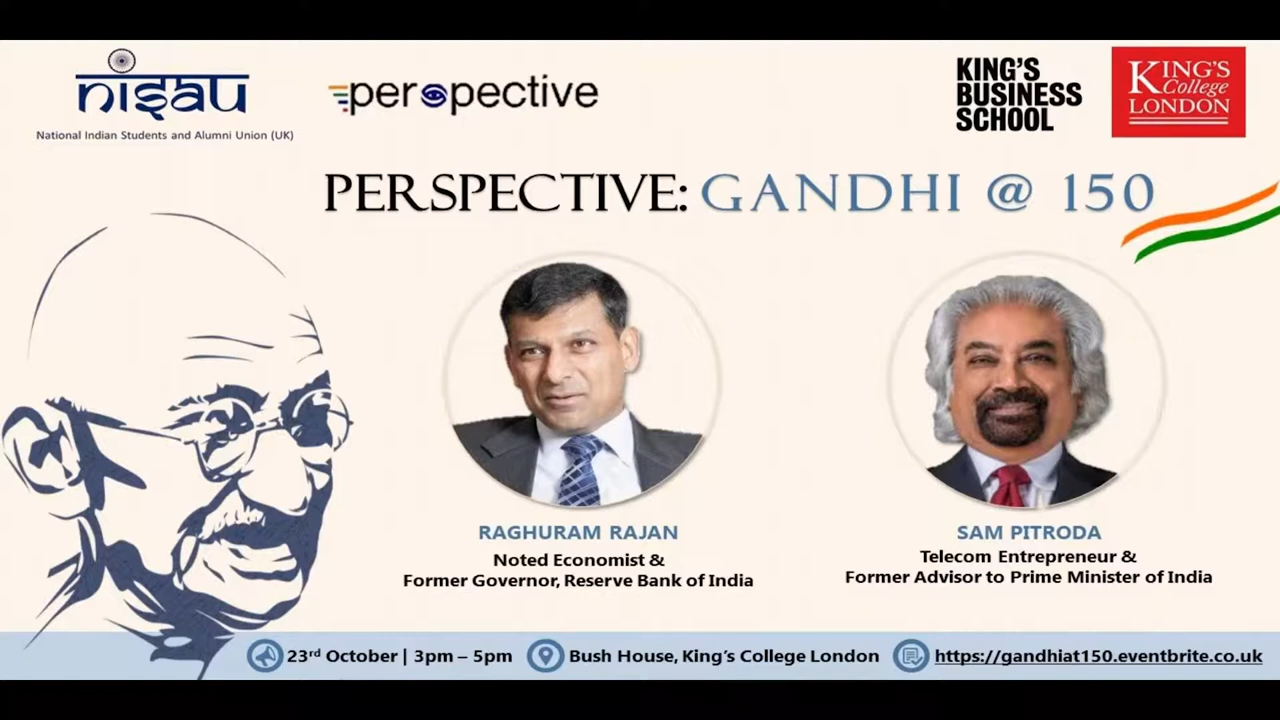 nisau
National Indian Students and Alumni Union (UK)
perspective
KING'S
BUSINESS
SCHOOL
KING'S
College
LONDON
PERSPECTIVE: GANDHI @ 150
RAGHURAM RAJAN
Noted Economist &
Former Governor, Reserve Bank of India
SAM PITRODA
Telecom Entrepreneur &
Former Advisor to Prime Minister of India
23rd October | 3pm – 5pm
Bush House, King's College London
https://gandhiat150.eventbrite.co.uk